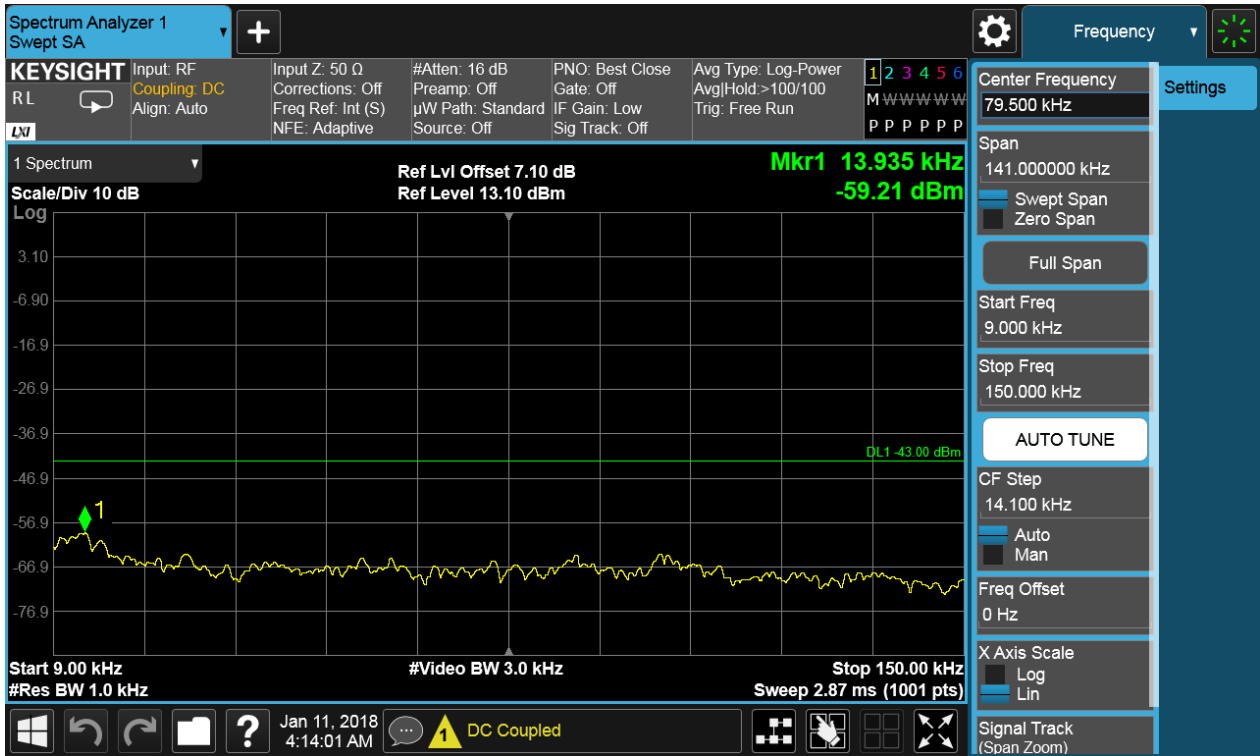 Spectrum Analyzer 1
Swept SA
+
Frequency
KEYSIGHT
RL
LXI
Input: RF
Coupling: DC
Align: Auto
Input Z: 50 Ω
Corrections: Off
Freq Ref: Int (S)
NFE: Adaptive
#Atten: 16 dB
Preamp: Off
µW Path: Standard
Source: Off
PNO: Best Close
Gate: Off
IF Gain: Low
Sig Track: Off
Avg Type: Log-Power
Avg|Hold:>100/100
Trig: Free Run
1 2 3 4 5 6
M W W W W W
P P P P P P
1 Spectrum
Scale/Div 10 dB
Log
Ref Lvl Offset 7.10 dB
Ref Level 13.10 dBm
Mkr1 13.935 kHz
-59.21 dBm
3.10
-6.90
-16.9
-26.9
-36.9
-46.9
-56.9
-66.9
-76.9
DL1 -43.00 dBm
1
Start 9.00 kHz
#Video BW 3.0 kHz
Stop 150.00 kHz
#Res BW 1.0 kHz
Sweep 2.87 ms (1001 pts)
Center Frequency
79.500 kHz
Span
141.000000 kHz
Swept Span
Zero Span
Full Span
Start Freq
9.000 kHz
Stop Freq
150.000 kHz
AUTO TUNE
CF Step
14.100 kHz
Auto
Man
Freq Offset
0 Hz
X Axis Scale
Log
Lin
Signal Track
(Span Zoom)
Settings
?
Jan 11, 2018
4:14:01 AM
1
DC Coupled